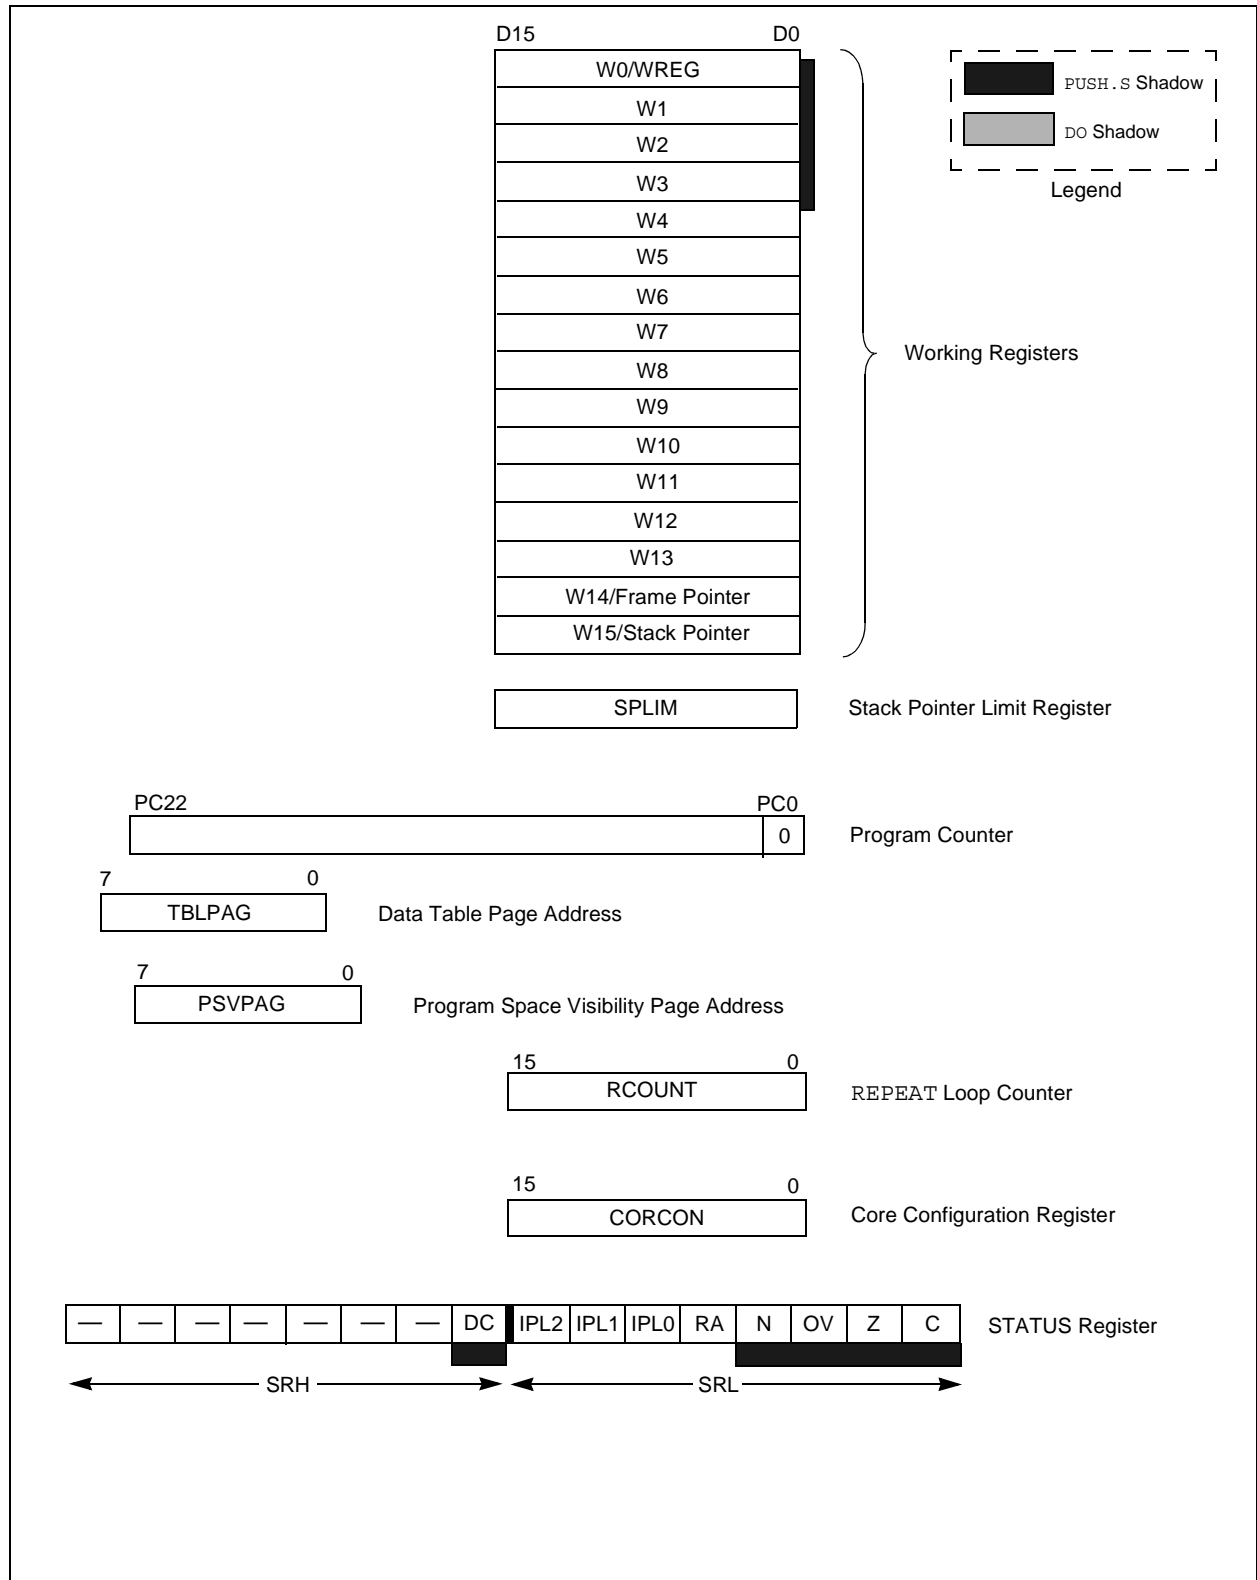 D15 D0
W0/WREG
PUSH.S Shadow
W1
DO Shadow
W2
W3
Legend
W4
W5
W6
W7
Working Registers
W8
W9
W10
W11
W12
W13
W14/Frame Pointer
W15/Stack Pointer
SPLIM Stack Pointer Limit Register
PC22 PC0
0 Program Counter
7 0
TBLPAG Data Table Page Address
7 0
PSVPAG Program Space Visibility Page Address
15 0
RCOUNT REPEAT Loop Counter
15 0
CORCON Core Configuration Register
— — — — — — — DC IPL2 IPL1 IPL0 RA N OV Z C STATUS Register
SRH SRL